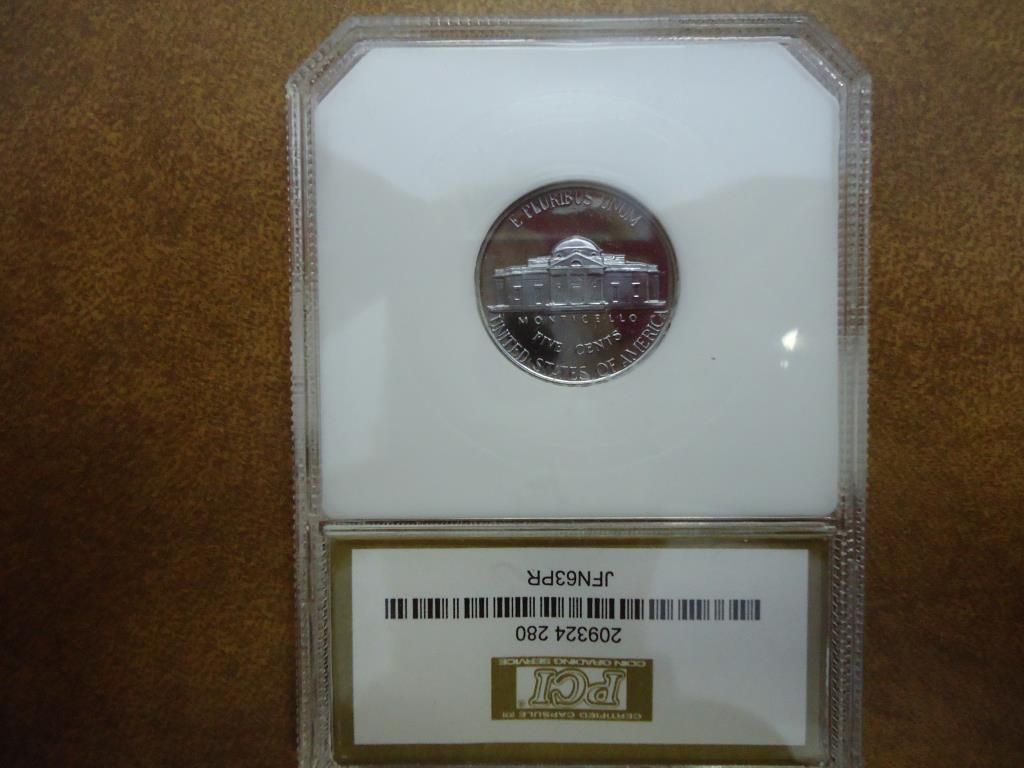 E PLURIBUS UNUM
MONTICELLO
FIVE CENTS
UNITED STATES OF AMERICA
CERTIFIED CAPSULE
PCI®
COIN GRADING SERVICE
209324 280
JFN63PR